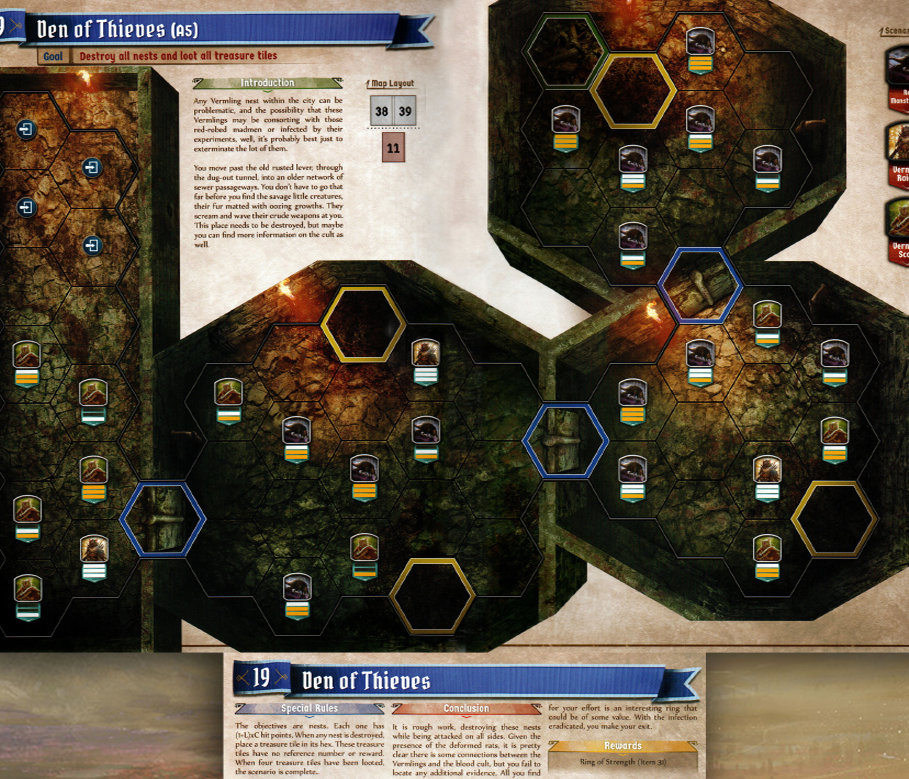 Den of Thieves (A5)
Goal Destroy all nests and loot all treasure tiles
Introduction
Any Vermling nest within the city can be
problematic, and the possibility that these
Vermlings may be consorting with those
red-robed madmen or infected by their
experiments, well, it's probably best just to
exterminate the lot of them.
You move past the old rusted lever, through
the dug-out tunnel, into an older network of
sewer passageways. You don't have to go that
far before you find the savage little creatures,
their fur matted with oozing growths. They
scream and wave their crude weapons at you.
This place needs to be destroyed, but maybe
you can find more information on the cult as
well.
Map Layout
38 39
11
19 Den of Thieves
Special Rules
The objectives are nests. Each one has
(1+L)xC hit points. When any nest is destroyed,
place a treasure tile in its hex. These treasure
tiles have no reference number or reward.
When four treasure tiles have been looted,
the scenario is complete.
Conclusion
It is rough work, destroying these nests
while being attacked on all sides. Given the
presence of the deformed rats, it is pretty
clear there is some connections between the
Vermlings and the blood cult, but you fail to
locate any additional evidence. All you find
for your effort is an interesting ring that
could be of some value. With the infection
eradicated, you make your exit.
Rewards
Ring of Strength (Item 31)